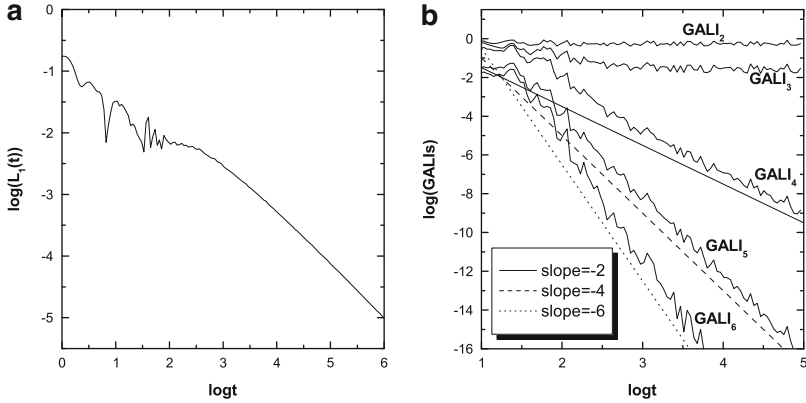 a
0
-1
-2
-3
-4
-5
log(L1(t))
0 1 2 3 4 5 6
logt
b
0
-2
-4
-6
-8
-10
-12
-14
-16
log(GALIs)
GALI2
GALI3
GALI4
GALI5
GALI6
slope=-2
slope=-4
slope=-6
1 2 3 4 5
logt